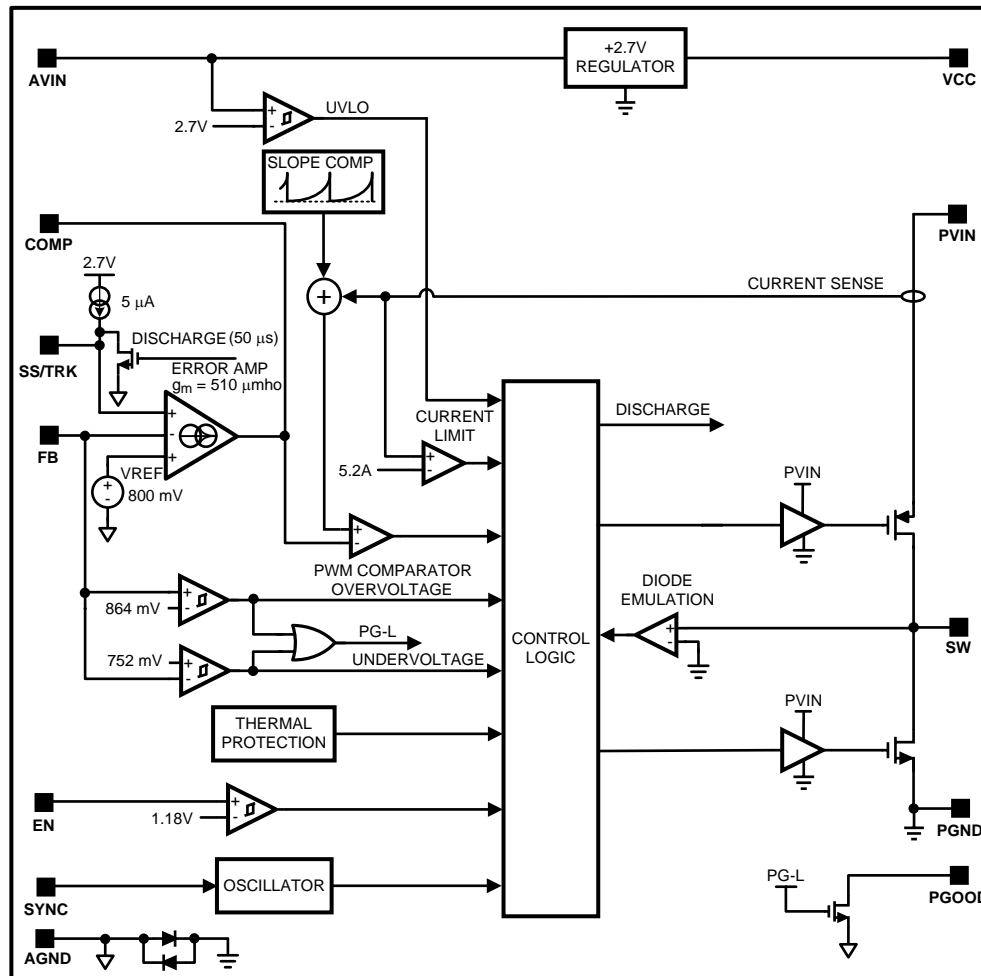 +2.7V
REGULATOR
AVIN
VCC
UVLO
+
-
2.7V
SLOPE COMP
COMP
PVIN
2.7V
5 μA
+
CURRENT SENSE
DISCHARGE (50 μs)
SS/TRK
ERROR AMP
gm = 510 μmho
+
-
+
FB
VREF
800 mV
+
-
CURRENT
LIMIT
+
-
5.2A
DISCHARGE
PVIN
+
-
PWM COMPARATOR
OVERVOLTAGE
+
-
864 mV
PG-L
DIODE
EMULATION
+
-
CONTROL
LOGIC
SW
752 mV
+
-
UNDERVOLTAGE
PVIN
THERMAL
PROTECTION
EN
+
-
1.18V
PGND
OSCILLATOR
SYNC
PG-L
PGOOD
AGND